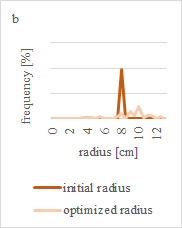 b
frequency [%]
0 2 4 6 8 10 12
radius [cm]
initial radius
optimized radius